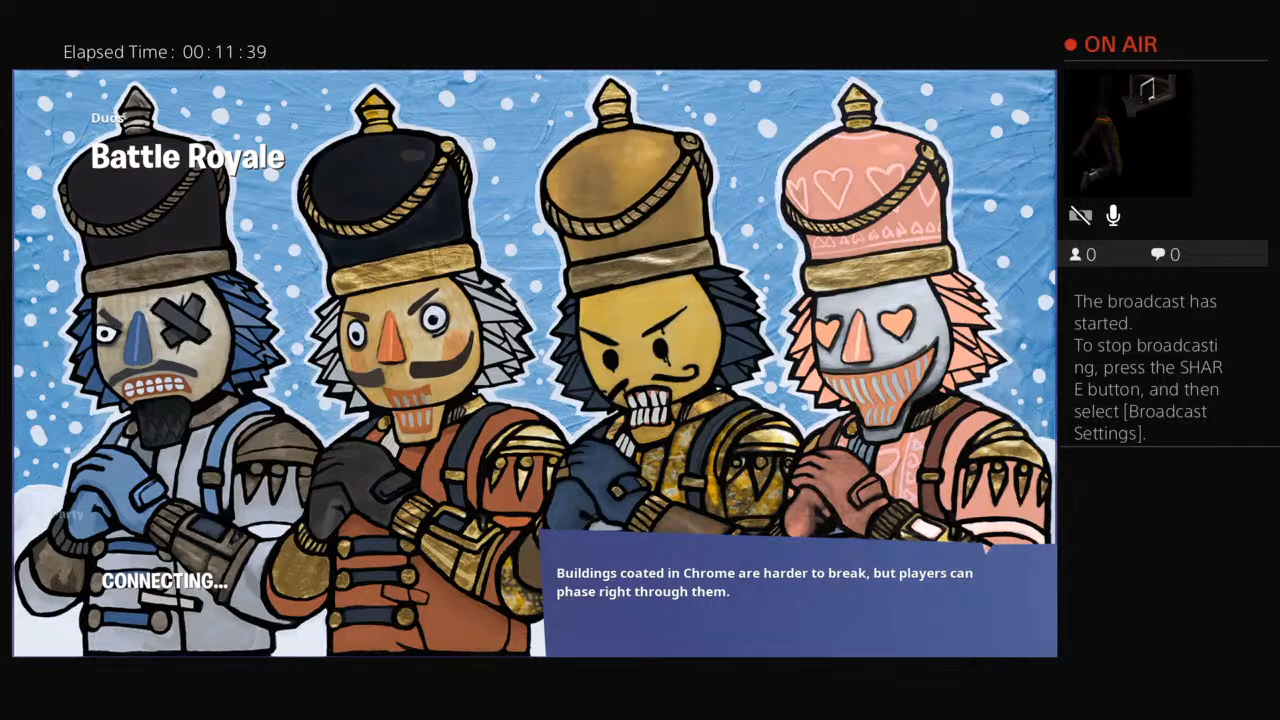 Elapsed Time: 00:11:39
ON AIR
Duos
Battle Royale
0 0
The broadcast has
started.
To stop broadcasti
ng, press the SHAR
E button, and then
select [Broadcast
Settings].
Party
CONNECTING...
Buildings coated in Chrome are harder to break, but players can
phase right through them.